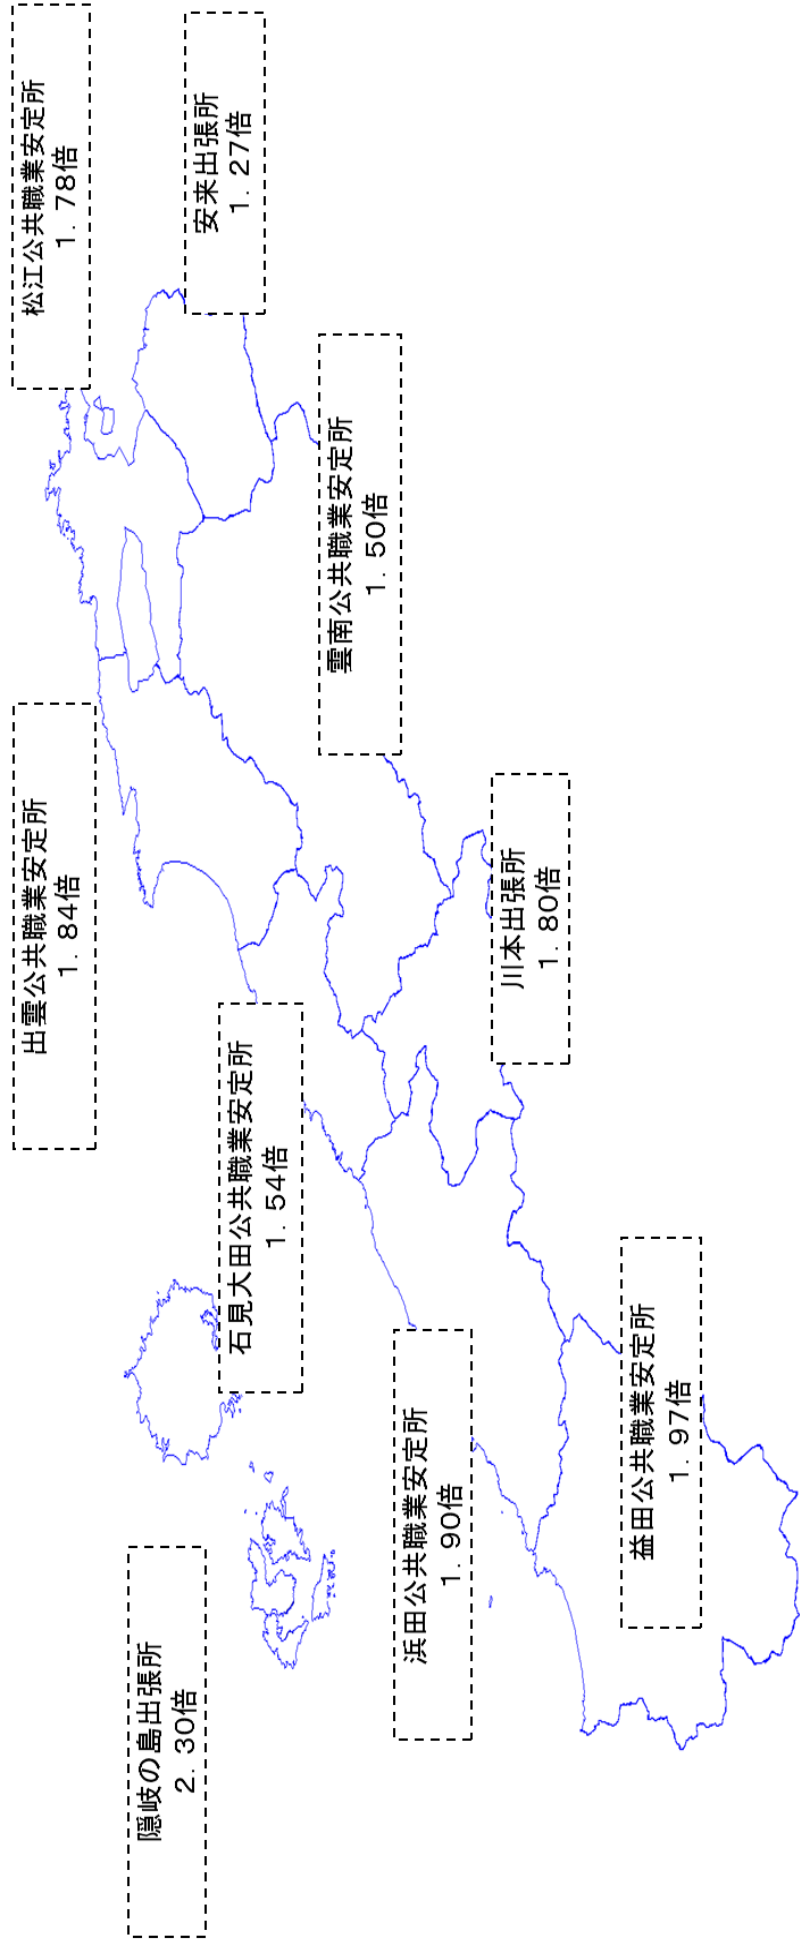 出雲公共職業安定所
1. 84倍
松江公共職業安定所
1. 78倍
隠岐の島出張所
2. 30倍
安来出張所
1. 27倍
石見大田公共職業安定所
1. 54倍
雲南公共職業安定所
1. 50倍
浜田公共職業安定所
1. 90倍
川本出張所
1. 80倍
益田公共職業安定所
1. 97倍